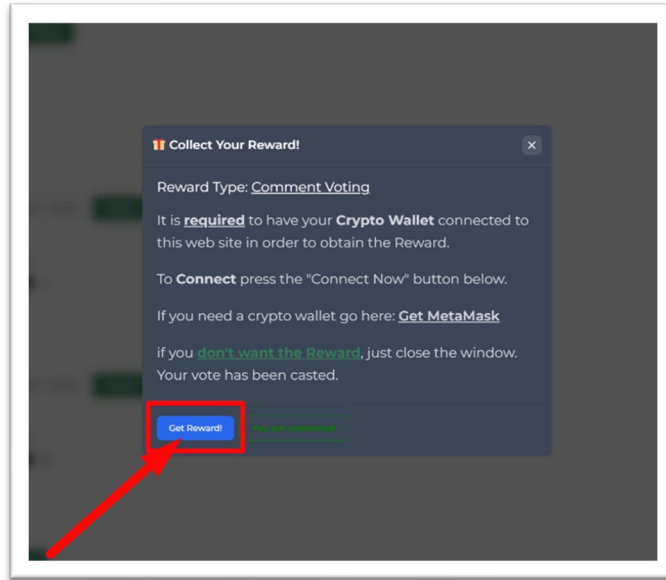 Collect Your Reward!
Reward Type: Comment Voting
It is required to have your Crypto Wallet connected to
this web site in order to obtain the Reward.
To Connect press the "Connect Now" button below.
If you need a crypto wallet go here: Get MetaMask
if you don't want the Reward, just close the window.
Your vote has been casted.
Get Reward!
You are connected